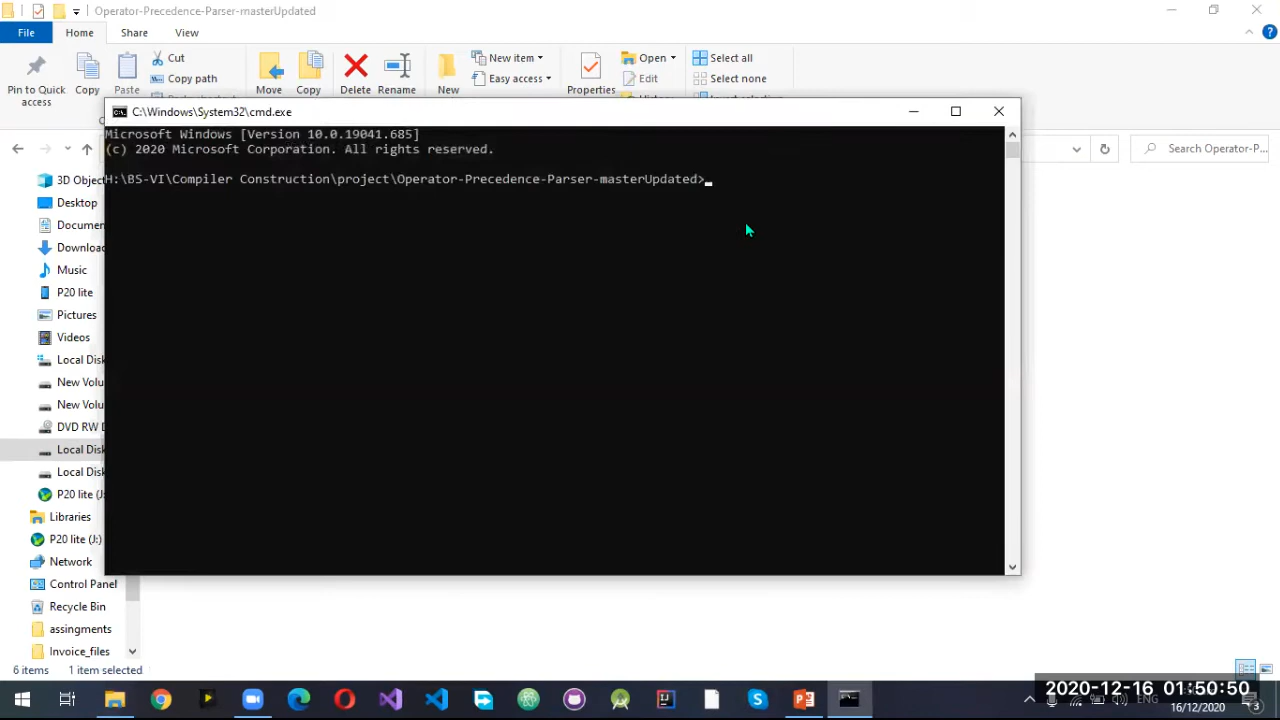 Operator-Precedence-Parser-masterUpdated
File
Home
Share
View
Pin to Quick access
Copy
Paste
Cut
Copy path
Move
Copy
Delete
Rename
New
New item
Easy access
Properties
Open
Edit
Select all
Select none
C:\Windows\System32\cmd.exe
Search Operator-P...
Microsoft Windows [Version 10.0.19041.685]
(c) 2020 Microsoft Corporation. All rights reserved.
H:\BS-VI\Compiler Construction\project\Operator-Precedence-Parser-masterUpdated>
3D Objec
Desktop
Documen
Downloac
Music
P20 lite
Pictures
Videos
Local Disk
New Volu
New Volu
DVD RW D
Local Disk
Local Disk
P20 lite (J:
Libraries
P20 lite (J:)
Network
Control Panel
Recycle Bin
assingments
Invoice_files
6 items
1 item selected
2020-12-16 01:50:50
ENG
16/12/2020
3